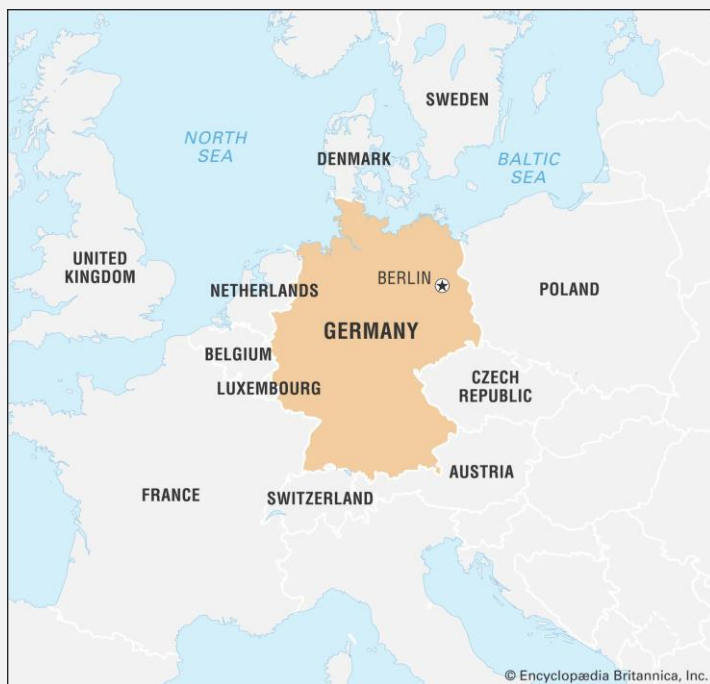 SWEDEN
NORTH
SEA
DENMARK
BALTIC
SEA
UNITED
KINGDOM
BERLIN
NETHERLANDS
POLAND
GERMANY
BELGIUM
LUXEMBOURG
CZECH
REPUBLIC
AUSTRIA
FRANCE
SWITZERLAND
© Encyclopædia Britannica, Inc.